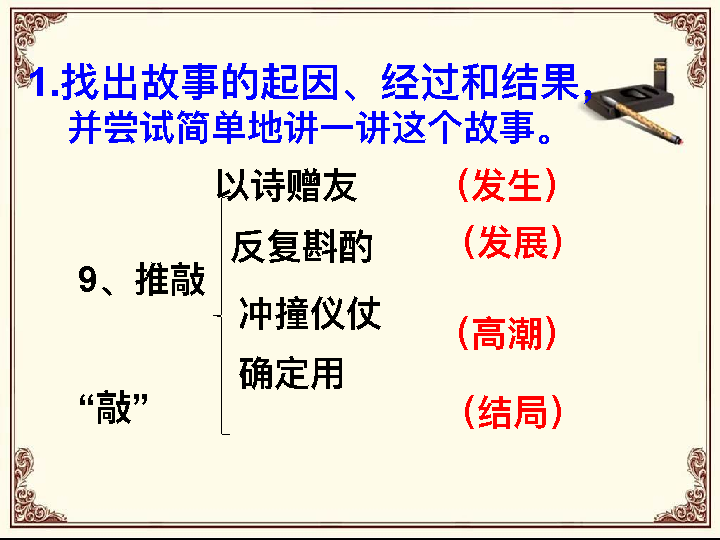 1.找出故事的起因、经过和结果，
并尝试简单地讲一讲这个故事。
以诗赠友 （发生）
反复斟酌 （发展）
9、推敲
冲撞仪仗 （高潮）
确定用
“敲” （结局）